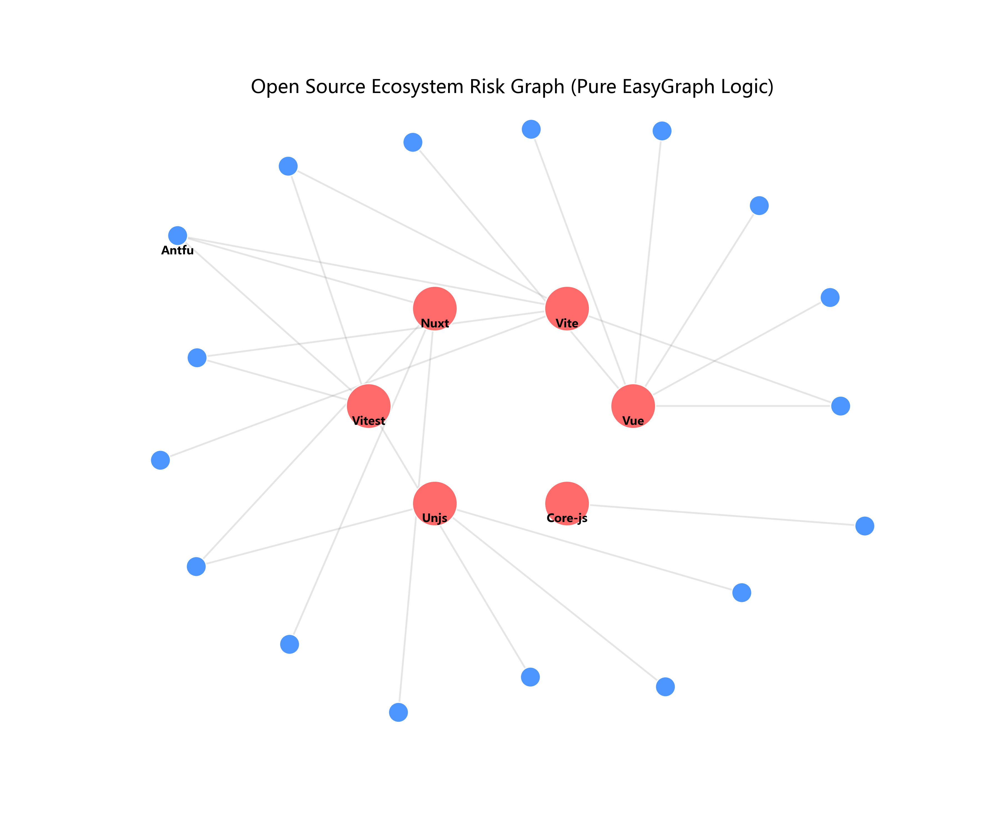 Open Source Ecosystem Risk Graph (Pure EasyGraph Logic)
Antfu
Nuxt
Vite
Vitest
Vue
Unjs
Core-js